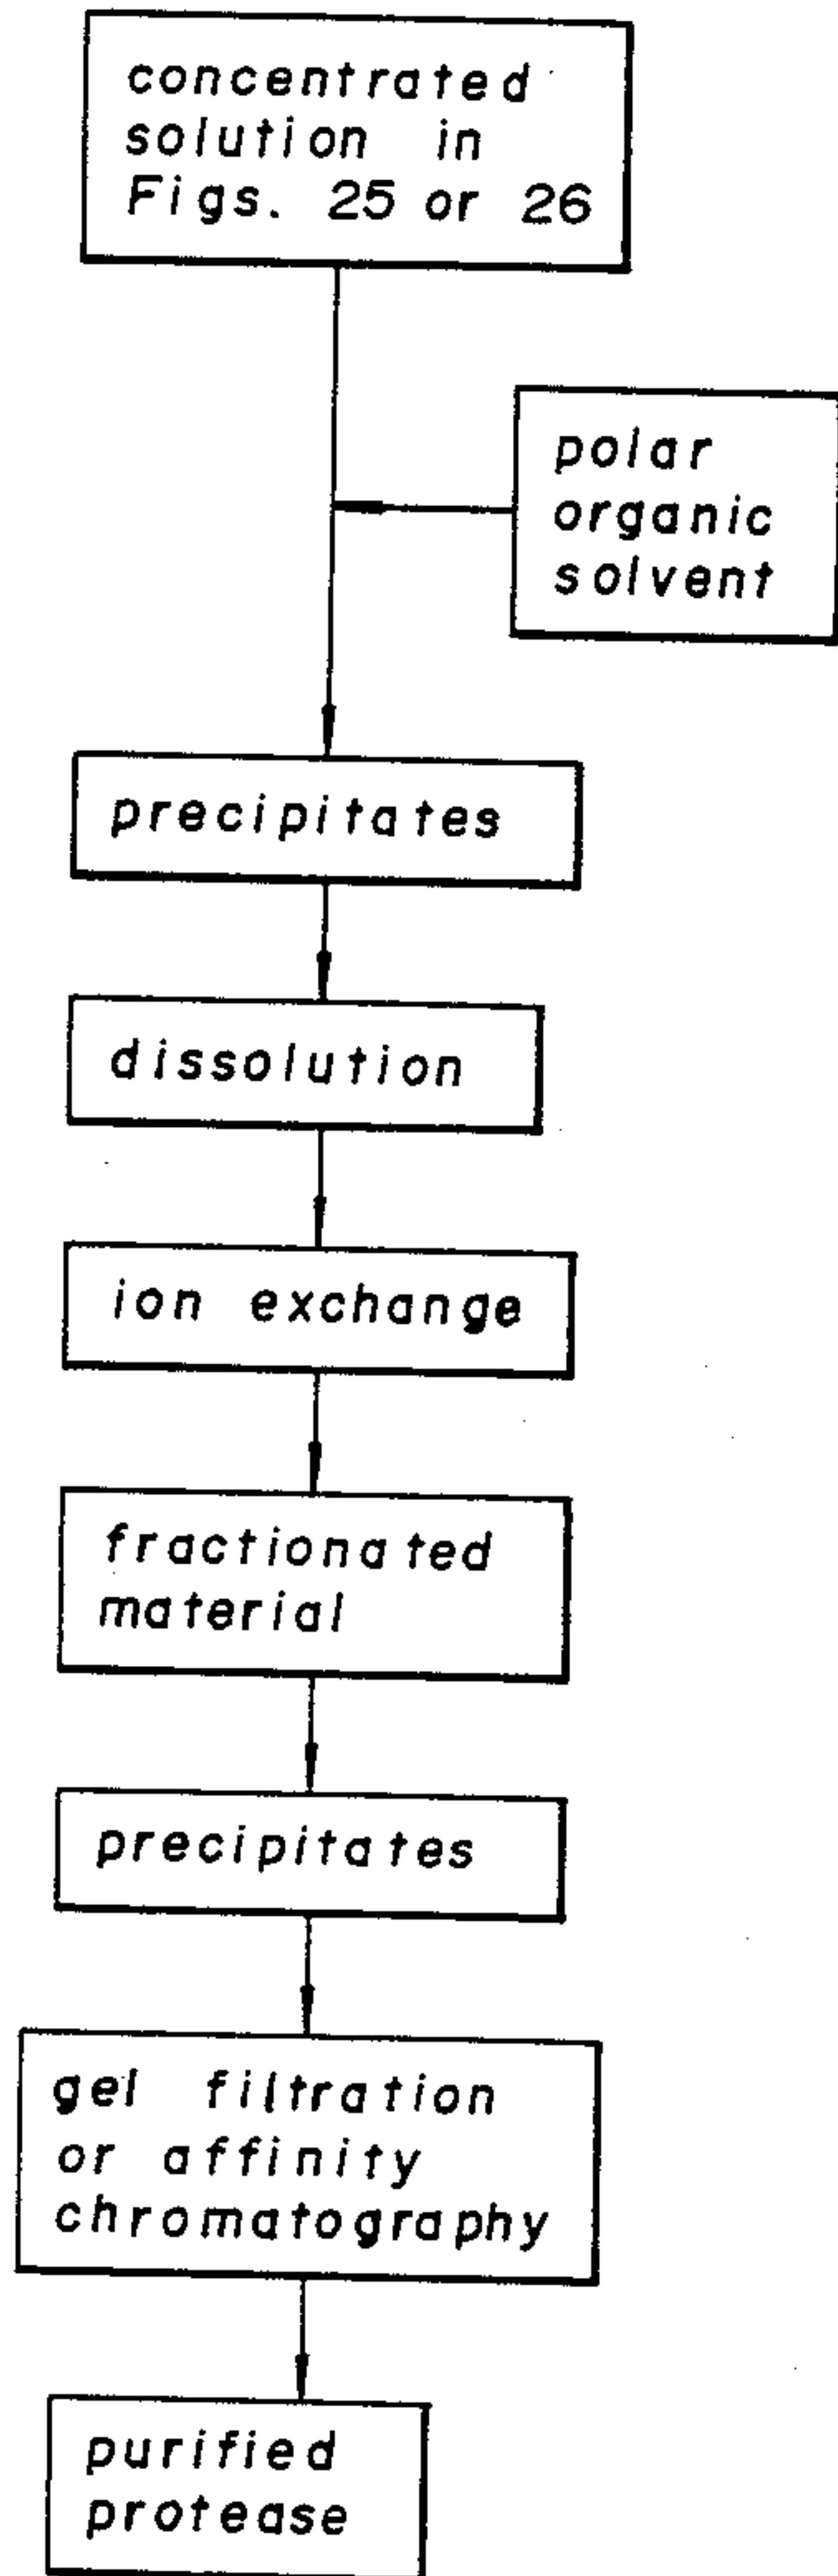 concentrated
solution in
Figs. 25 or 26
polar
organic
solvent
precipitates
dissolution
ion exchange
fractionated
material
precipitates
gel filtration
or affinity
chromatography
purified
protease